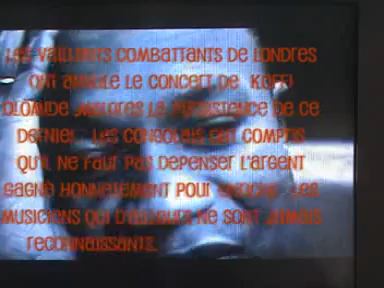 LES VAILLANTS COMBATTANTS DE LONDRES
ONT ANNULE LE CONCERT DE KOFFI
OLOMIDE MALGRES LA PERSISTENCE DE CE
DERNIER. LES CONGOLAIS ONT COMPRIS
QU'IL NE FAUT PAS DEPENSER L'ARGENT
GAGNE HONNETEMENT POUR LES
MUSICIENS QUI D'AILLEURS NE SONT JAMAIS
RECONNAISSANTS.